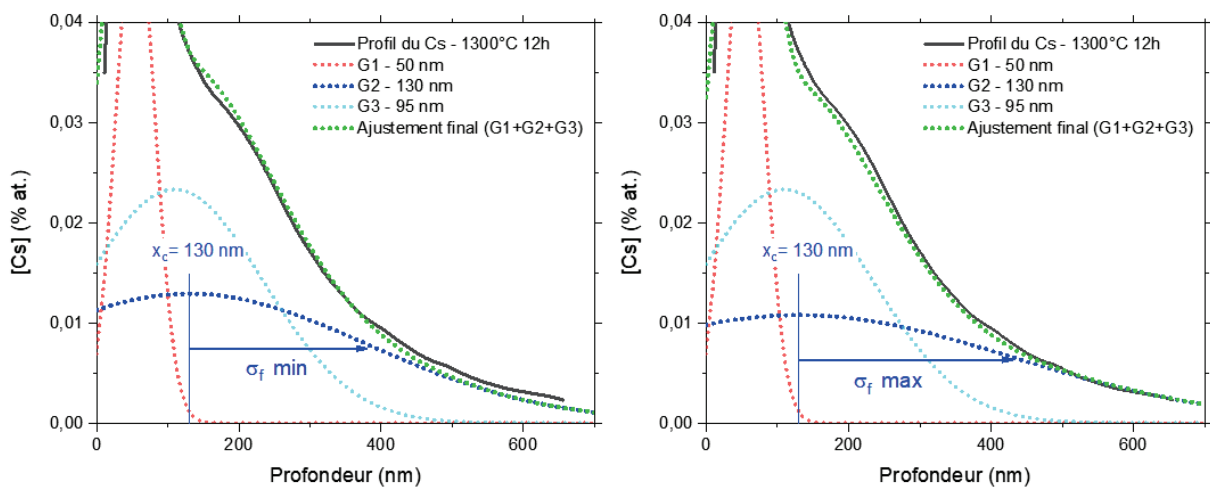 0,04
0,03
0,02
0,01
0,00
[Cs] (% at.)
Profil du Cs - 1300°C 12h
G1 - 50 nm
G2 - 130 nm
G3 - 95 nm
Ajustement final (G1+G2+G3)
x_c= 130 nm
σ_f min
0 200 400 600
Profondeur (nm)
0,04
0,03
0,02
0,01
0,00
[Cs] (% at.)
Profil du Cs - 1300°C 12h
G1 - 50 nm
G2 - 130 nm
G3 - 95 nm
Ajustement final (G1+G2+G3)
x_c= 130 nm
σ_f max
0 200 400 600
Profondeur (nm)